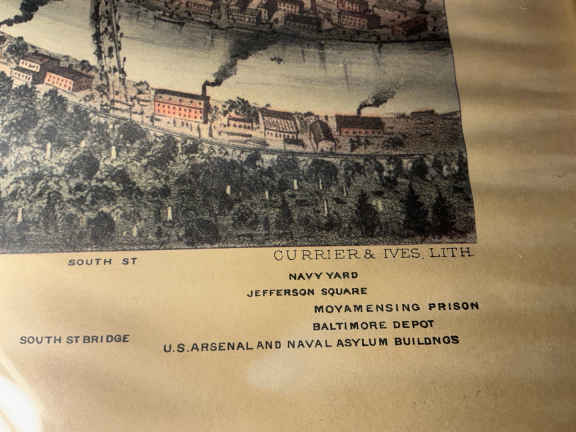 SOUTH ST
CURRIER & IVES, LITH.
NAVY YARD
JEFFERSON SQUARE
MOYAMENSING PRISON
BALTIMORE DEPOT
SOUTH ST BRIDGE
U.S. ARSENAL AND NAVAL ASYLUM BUILDNGS